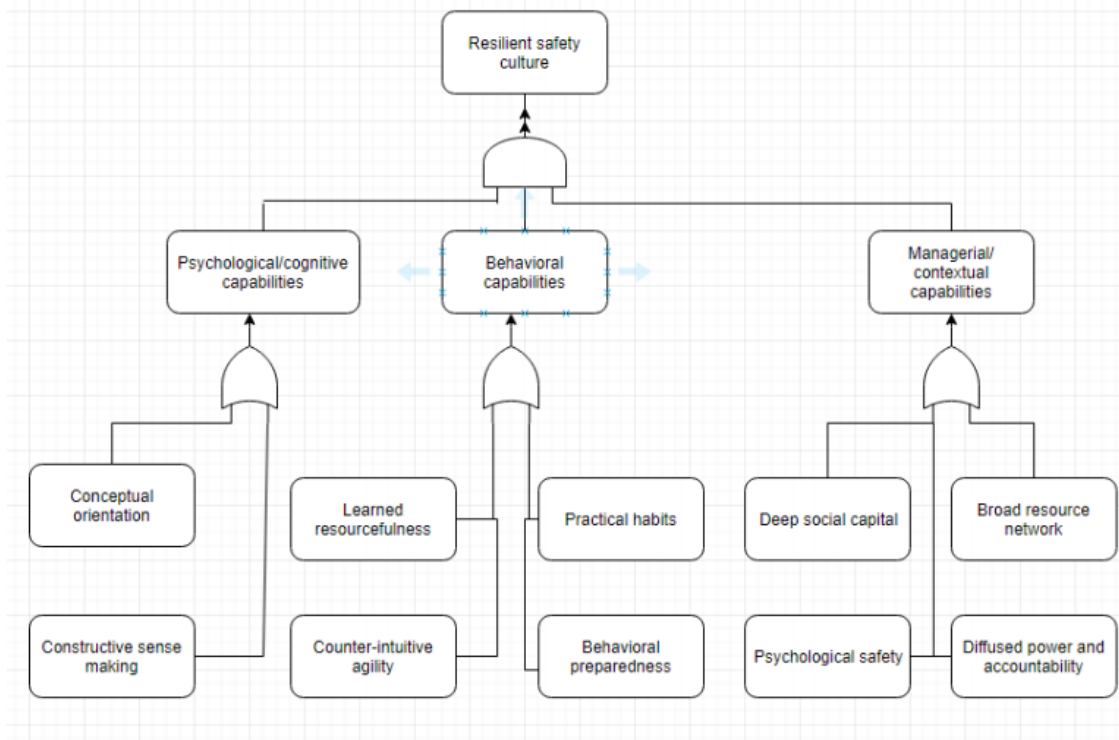 Resilient safety
culture
Psychological/cognitive
capabilities
Behavioral
capabilities
Managerial/
contextual
capabilities
Conceptual
orientation
Learned
resourcefulness
Practical habits
Deep social capital
Broad resource
network
Constructive sense
making
Counter-intuitive
agility
Behavioral
preparedness
Psychological safety
Diffused power and
accountability